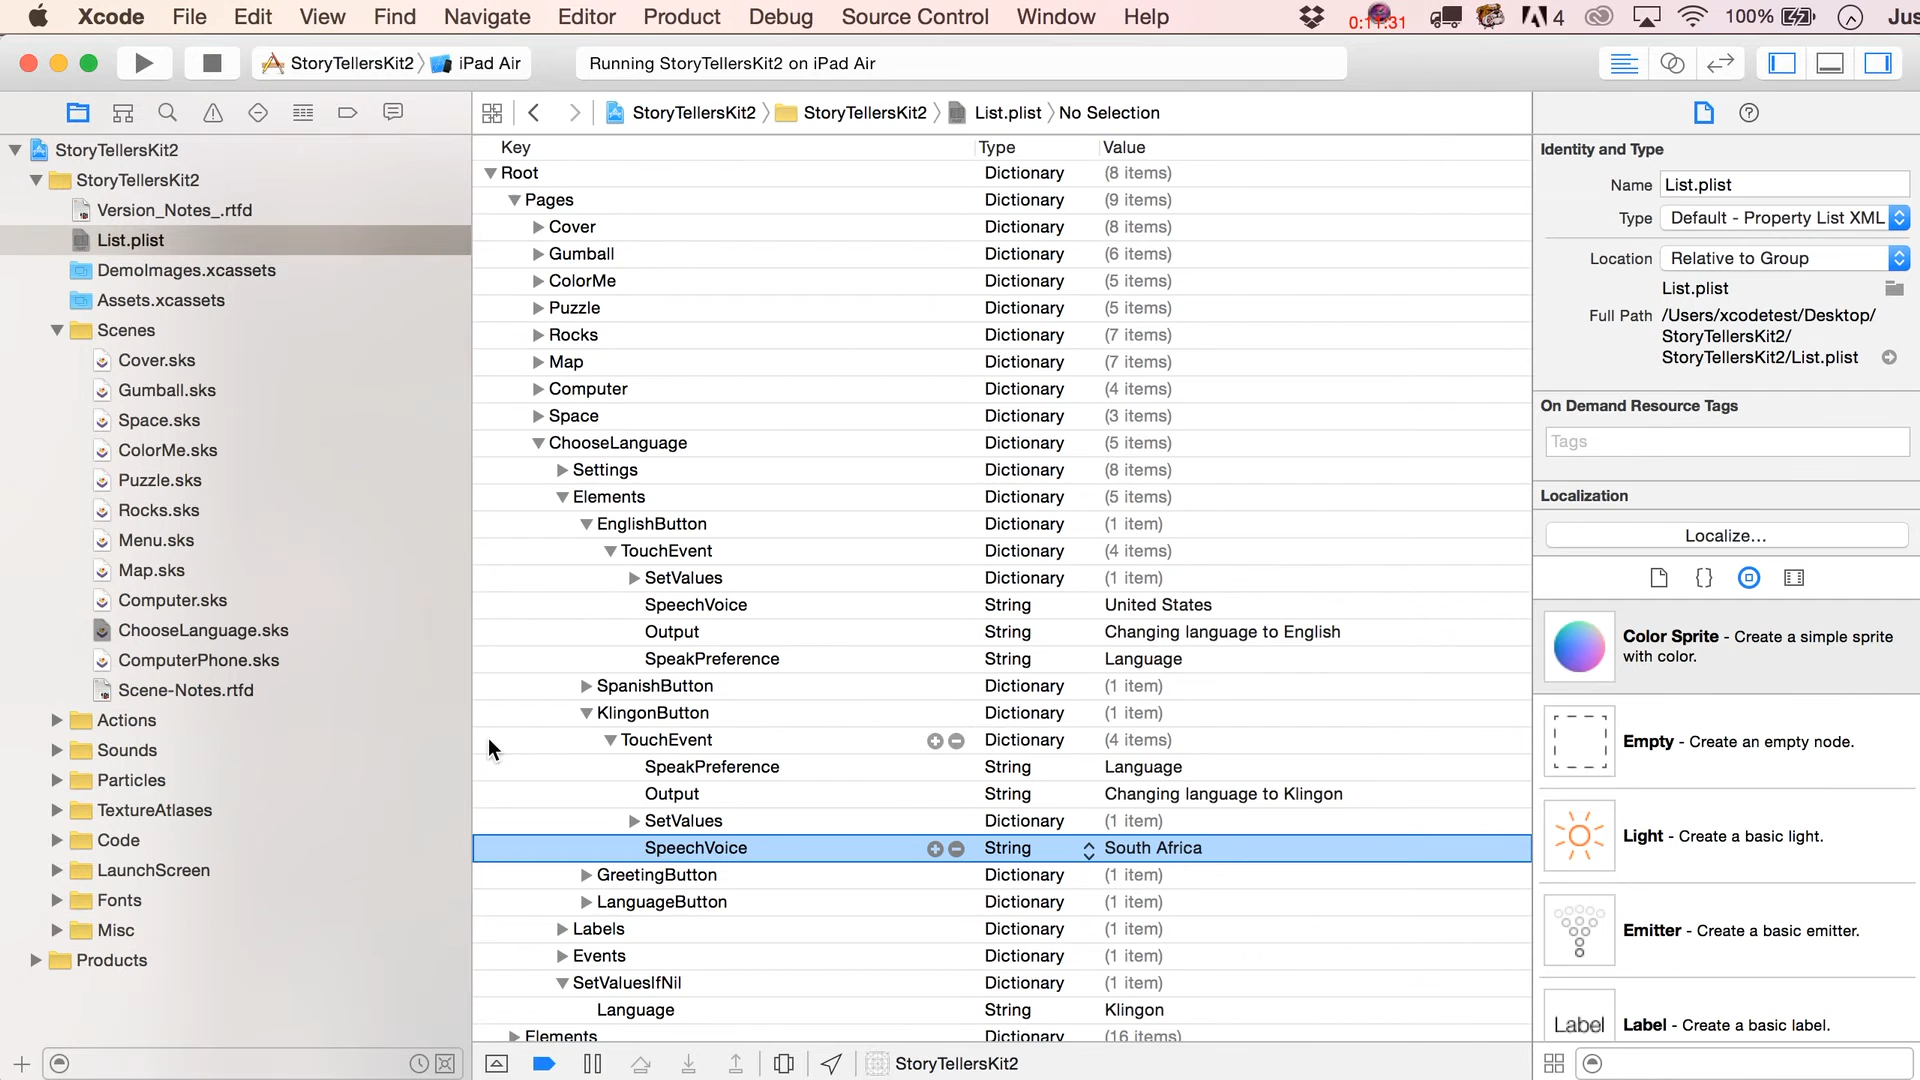 Xcode File Edit View Find Navigate Editor Product Debug Source Control Window Help 0:11:31 4 100% Jus
StoryTellersKit2 iPad Air Running StoryTellersKit2 on iPad Air
StoryTellersKit2 StoryTellersKit2 List.plist No Selection
StoryTellersKit2
StoryTellersKit2
Version_Notes_.rtfd
List.plist
DemoImages.xcassets
Assets.xcassets
Scenes
Cover.sks
Gumball.sks
Space.sks
ColorMe.sks
Puzzle.sks
Rocks.sks
Menu.sks
Map.sks
Computer.sks
ChooseLanguage.sks
ComputerPhone.sks
Scene-Notes.rtfd
Actions
Sounds
Particles
TextureAtlases
Code
LaunchScreen
Fonts
Misc
Products
Key Type Value
Root Dictionary (8 items)
Pages Dictionary (9 items)
Cover Dictionary (8 items)
Gumball Dictionary (6 items)
ColorMe Dictionary (5 items)
Puzzle Dictionary (5 items)
Rocks Dictionary (7 items)
Map Dictionary (7 items)
Computer Dictionary (4 items)
Space Dictionary (3 items)
ChooseLanguage Dictionary (5 items)
Settings Dictionary (8 items)
Elements Dictionary (5 items)
EnglishButton Dictionary (1 item)
TouchEvent Dictionary (4 items)
SetValues Dictionary (1 item)
SpeechVoice String United States
Output String Changing language to English
SpeakPreference String Language
SpanishButton Dictionary (1 item)
KlingonButton Dictionary (1 item)
TouchEvent Dictionary (4 items)
SpeakPreference String Language
Output String Changing language to Klingon
SetValues Dictionary (1 item)
SpeechVoice String South Africa
GreetingButton Dictionary (1 item)
LanguageButton Dictionary (1 item)
Labels Dictionary (1 item)
Events Dictionary (1 item)
SetValuesIfNil Dictionary (1 item)
Language String Klingon
Elements Dictionary (16 items)
StoryTellersKit2
Identity and Type
Name List.plist
Type Default - Property List XML
Location Relative to Group
List.plist
Full Path /Users/xcodetest/Desktop/
StoryTellersKit2/
StoryTellersKit2/List.plist
On Demand Resource Tags
Tags
Localization
Localize...
Color Sprite - Create a simple sprite
with color.
Empty - Create an empty node.
Light - Create a basic light.
Emitter - Create a basic emitter.
Label Label - Create a basic label.